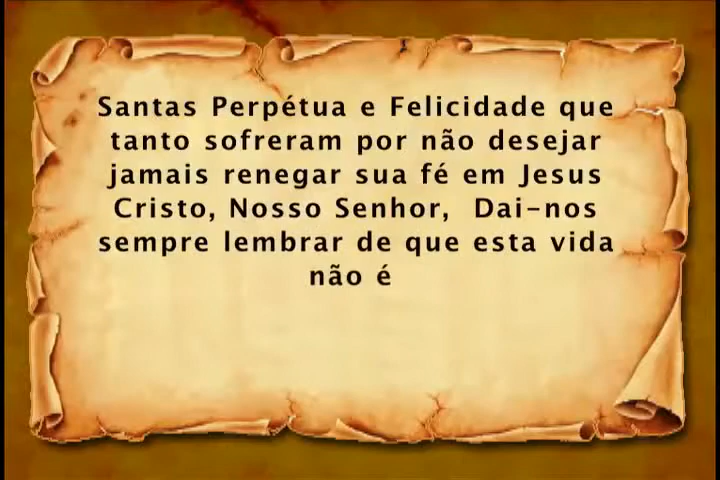 Santas Perpétua e Felicidade que
tanto sofreram por não desejar
jamais renegar sua fé em Jesus
Cristo, Nosso Senhor,  Dai-nos
sempre lembrar de que esta vida
não é